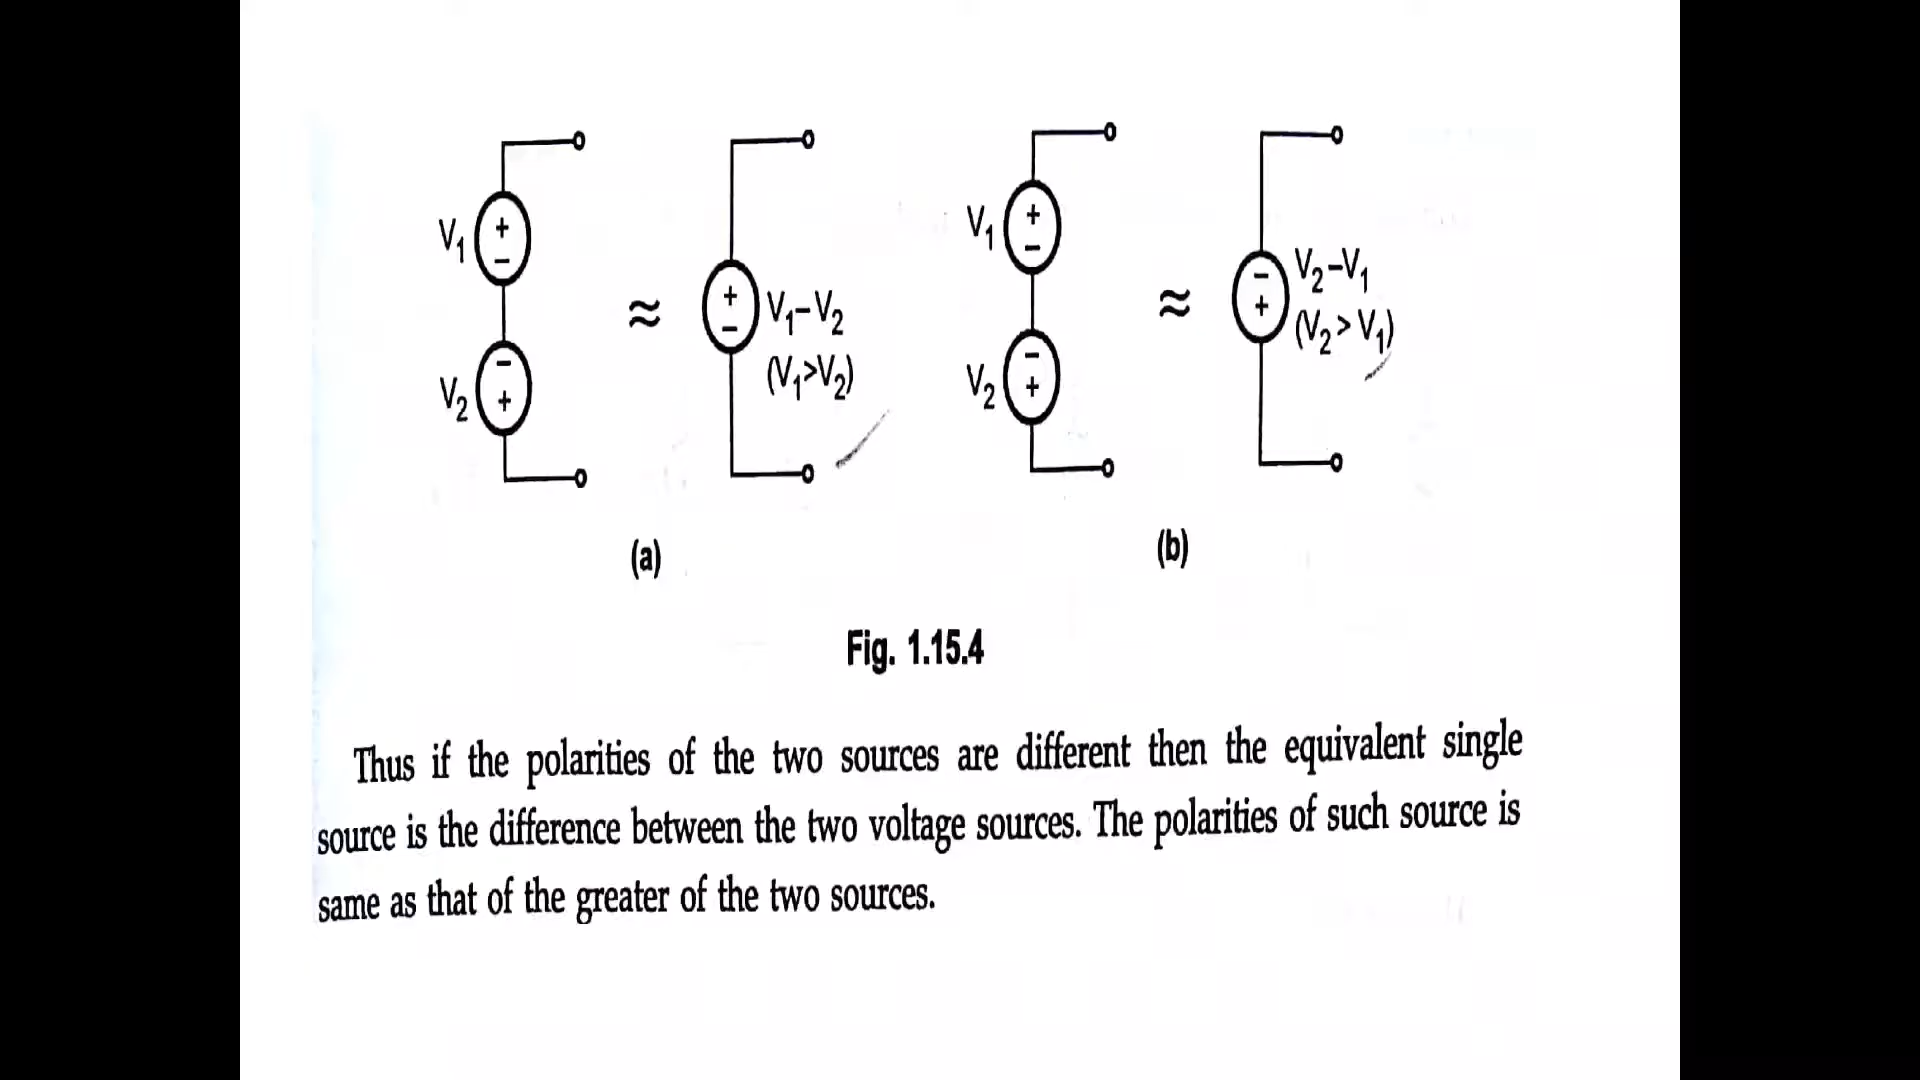 V₁
+
−
V₂
−
+
≈
+
−
V₁−V₂
(V₁>V₂)
V₁
+
−
V₂
−
+
≈
−
+
V₂−V₁
(V₂>V₁)
(a)
(b)
Fig. 1.15.4
Thus if the polarities of the two sources are different then the equivalent single
source is the difference between the two voltage sources. The polarities of such source is
same as that of the greater of the two sources.